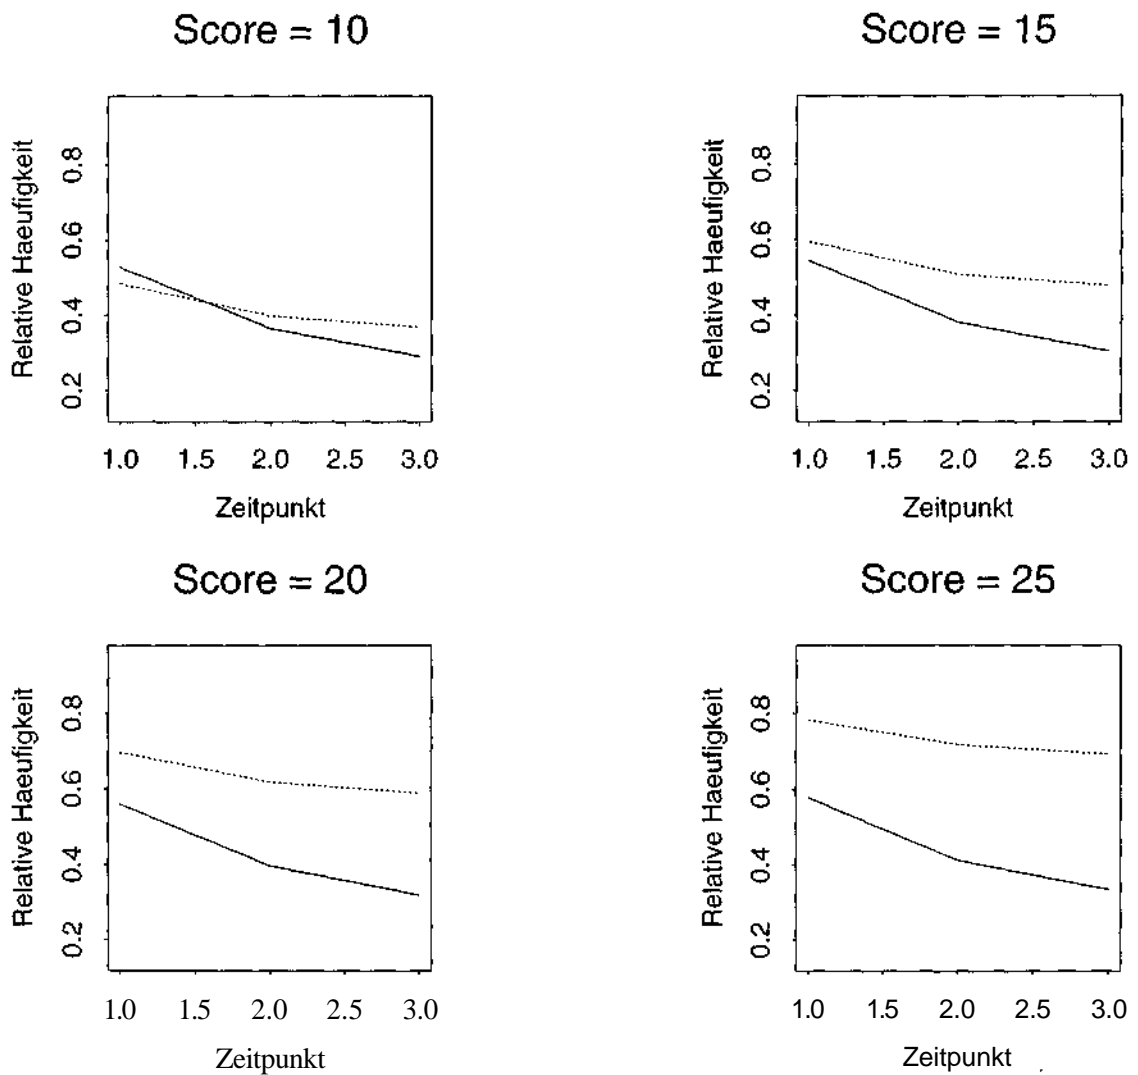 Score = 10
Relative Haeufigkeit
0.8
0.6
0.4
0.2
1.0 1.5 2.0 2.5 3.0
Zeitpunkt
Score = 15
Relative Haeufigkeit
0.8
0.6
0.4
0.2
1.0 1.5 2.0 2.5 3.0
Zeitpunkt
Score = 20
Relative Haeufigkeit
0.8
0.6
0.4
0.2
1.0 1.5 2.0 2.5 3.0
Zeitpunkt
Score = 25
Relative Haeufigkeit
0.8
0.6
0.4
0.2
1.0 1.5 2.0 2.5 3.0
Zeitpunkt